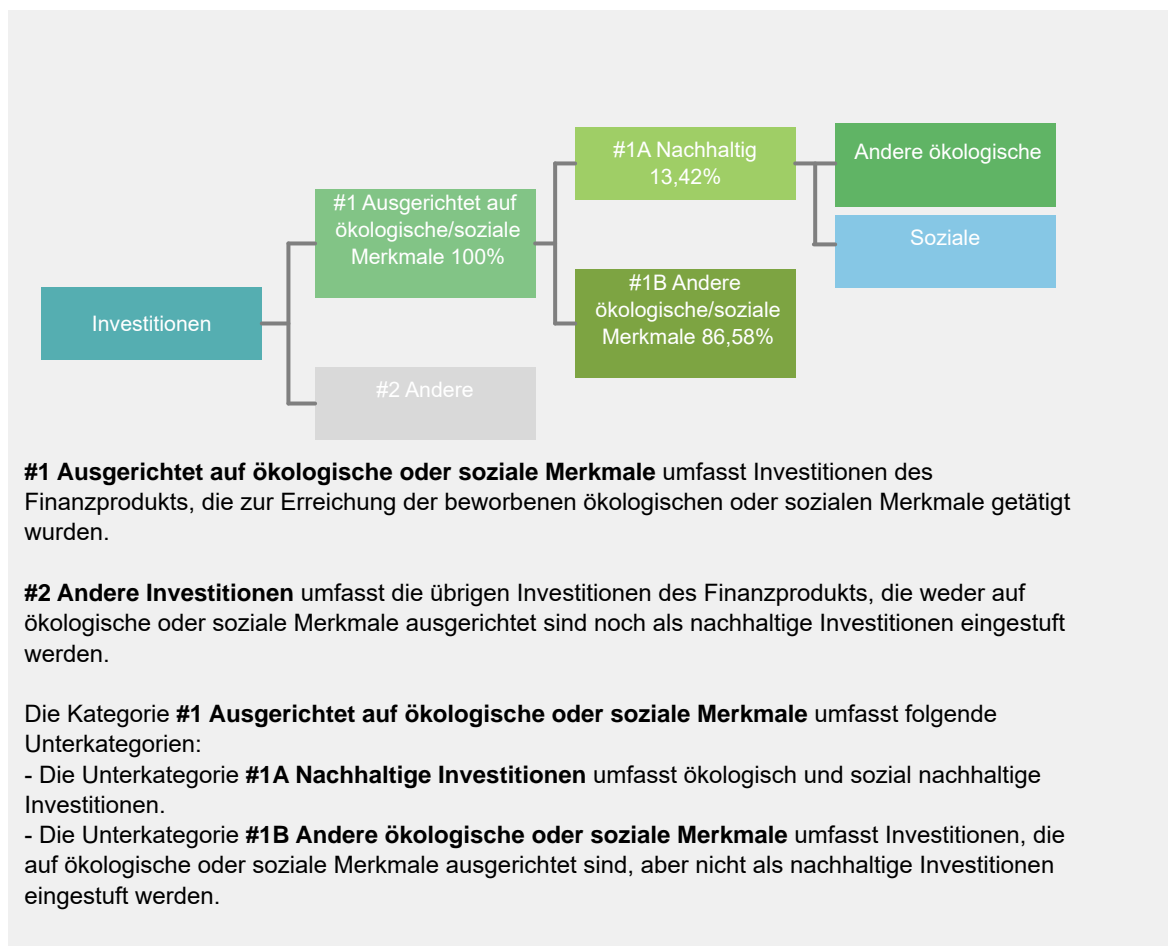 Investitionen
#1 Ausgerichtet auf
ökologische/soziale
Merkmale 100%
#2 Andere
#1A Nachhaltig
13,42%
#1B Andere
ökologische/soziale
Merkmale 86,58%
Andere ökologische
Soziale
#1 Ausgerichtet auf ökologische oder soziale Merkmale umfasst Investitionen des
Finanzprodukts, die zur Erreichung der beworbenen ökologischen oder sozialen Merkmale getätigt
wurden.
#2 Andere Investitionen umfasst die übrigen Investitionen des Finanzprodukts, die weder auf
ökologische oder soziale Merkmale ausgerichtet sind noch als nachhaltige Investitionen eingestuft
werden.
Die Kategorie #1 Ausgerichtet auf ökologische oder soziale Merkmale umfasst folgende
Unterkategorien:
- Die Unterkategorie #1A Nachhaltige Investitionen umfasst ökologisch und sozial nachhaltige
Investitionen.
- Die Unterkategorie #1B Andere ökologische oder soziale Merkmale umfasst Investitionen, die
auf ökologische oder soziale Merkmale ausgerichtet sind, aber nicht als nachhaltige Investitionen
eingestuft werden.